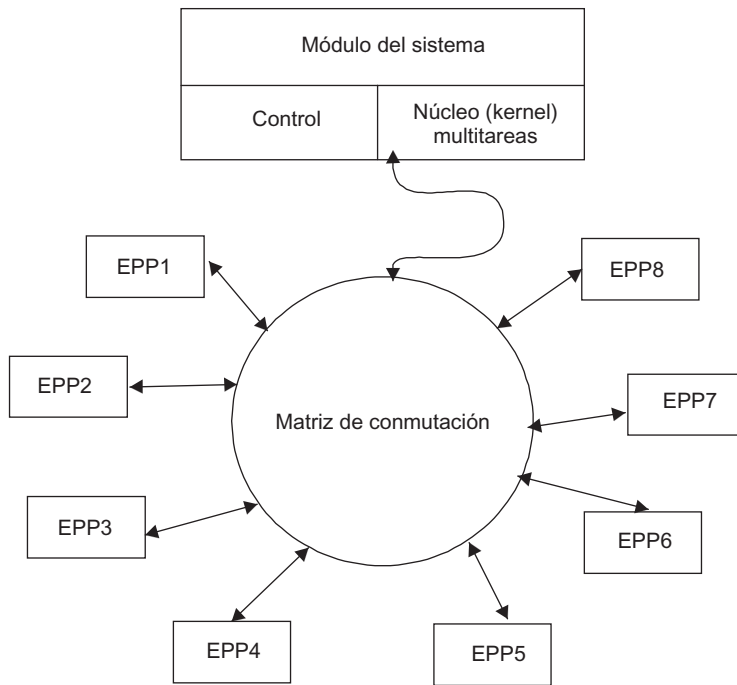 Módulo del sistema
Control
Núcleo (kernel)
multitareas
EPP1
EPP8
EPP2
EPP7
Matriz de conmutación
EPP3
EPP6
EPP4
EPP5